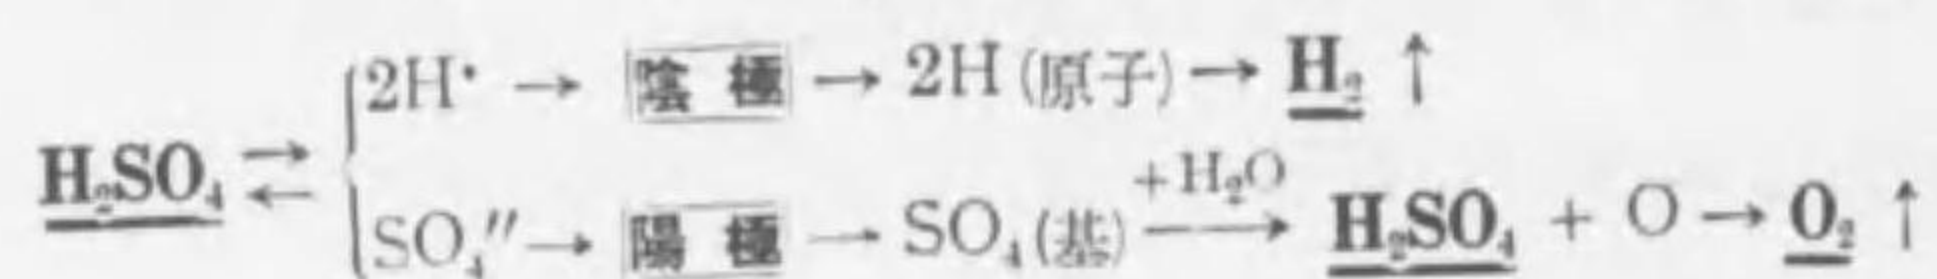 2H· → 陰極 → 2H (原子) → H₂ ↑
H₂SO₄ ⇄
+H₂O
SO₄″ → 陽極 → SO₄ (基) → H₂SO₄ + O → O₂ ↑